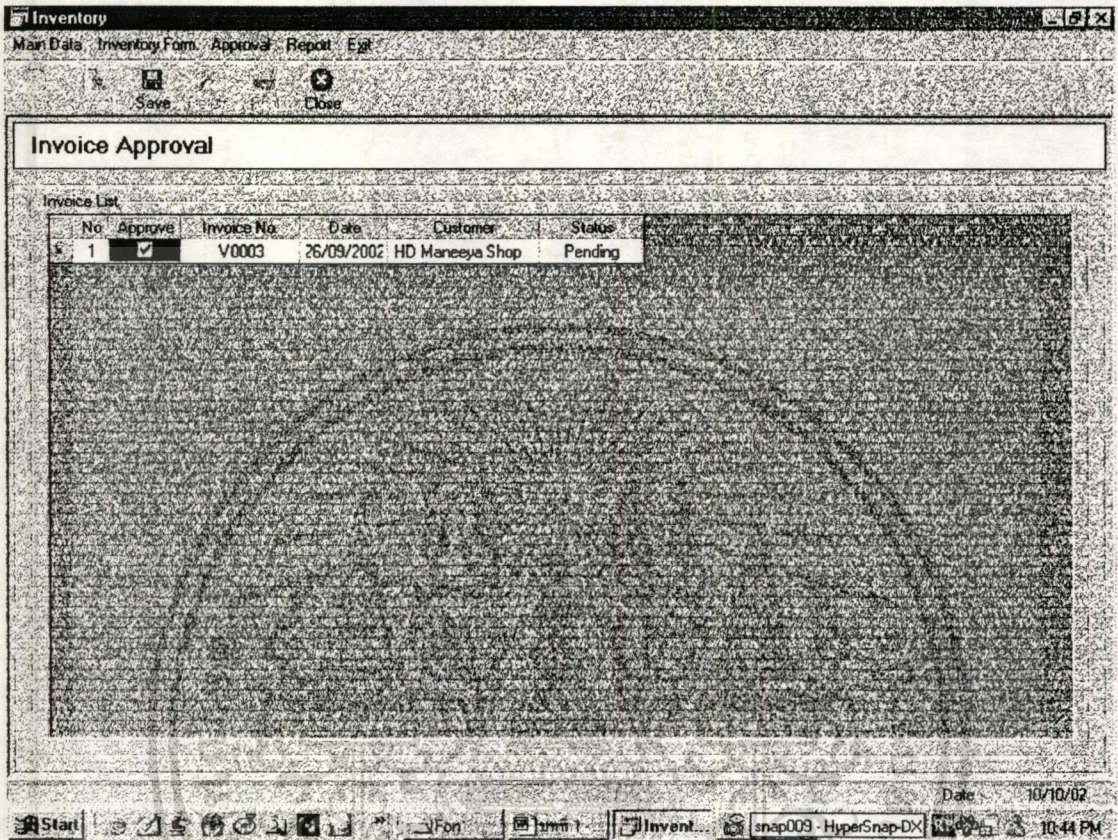 Inventory
Main Data Inventory Form. Approval Report Exit
Save Close
Invoice Approval
Invoice List
No Approve Invoice No. Date Customer Status
1 V0003 26/09/2002 HD Maneeya Shop Pending
Date 10/10/02
Start Fon Invent... snap009 - HyperSnap-DX 10:44 PM